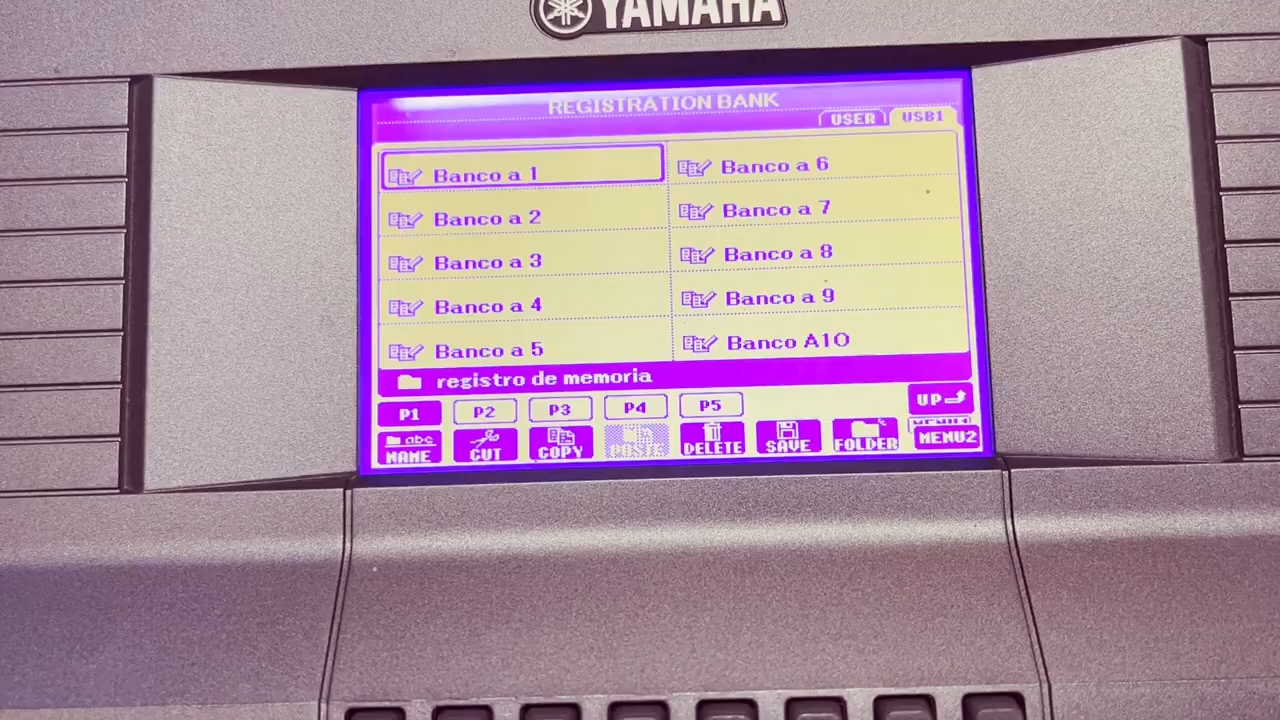 YAMAHA
REGISTRATION BANK
USER USB1
Banco a 1
Banco a 2
Banco a 3
Banco a 4
Banco a 5
Banco a 6
Banco a 7
Banco a 8
Banco a 9
Banco A10
registro de memoria
P1 P2 P3 P4 P5 UP
abc
NAME CUT COPY PASTE DELETE SAVE FOLDER MENU2